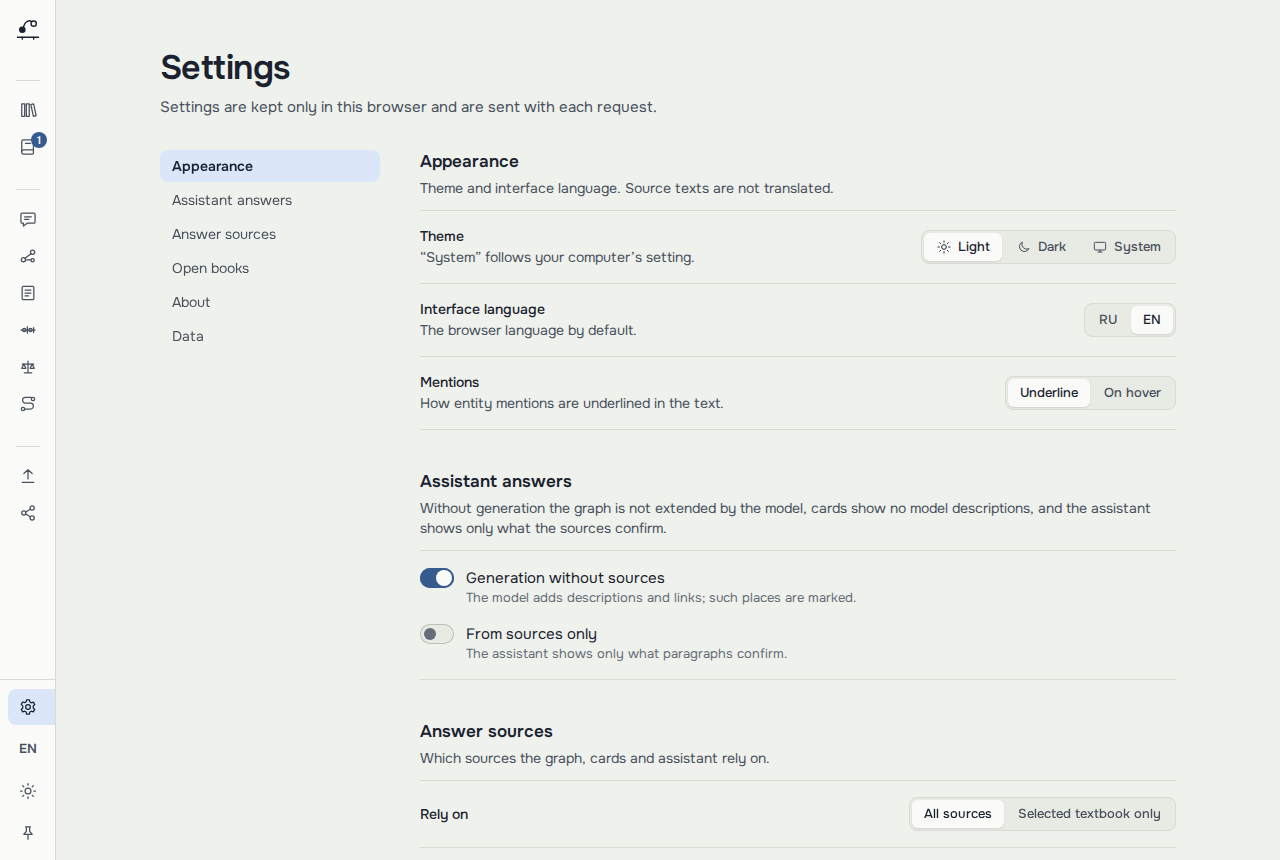 Settings
Settings are kept only in this browser and are sent with each request.
1
Appearance
Assistant answers
Answer sources
Open books
About
Data
Appearance
Theme and interface language. Source texts are not translated.
Theme
“System” follows your computer’s setting.
Light
Dark
System
Interface language
The browser language by default.
RU
EN
Mentions
How entity mentions are underlined in the text.
Underline
On hover
Assistant answers
Without generation the graph is not extended by the model, cards show no model descriptions, and the assistant
shows only what the sources confirm.
Generation without sources
The model adds descriptions and links; such places are marked.
From sources only
The assistant shows only what paragraphs confirm.
Answer sources
Which sources the graph, cards and assistant rely on.
Rely on
All sources
Selected textbook only
EN